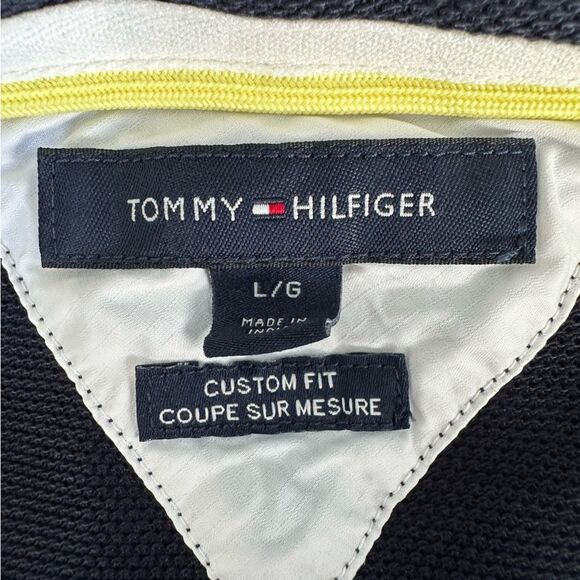 TOMMY HILFIGER
L/G
MADE IN
CUSTOM FIT
COUPE SUR MESURE